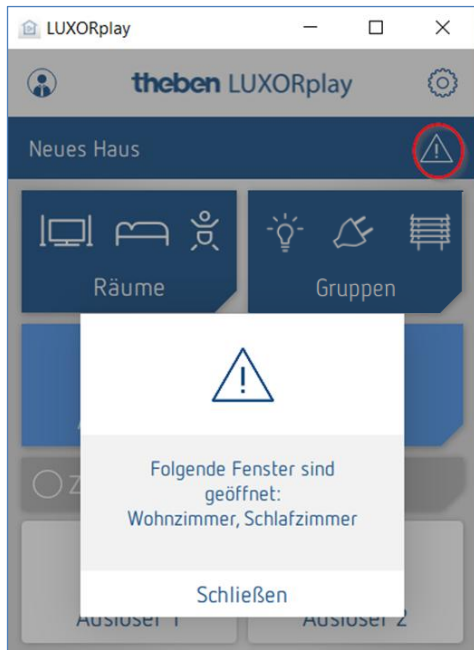 LUXORplay
theben LUXORplay
Neues Haus
Räume
Gruppen
Folgende Fenster sind
geöffnet:
Wohnzimmer, Schlafzimmer
Schließen
Auslöser 1
Auslöser 2